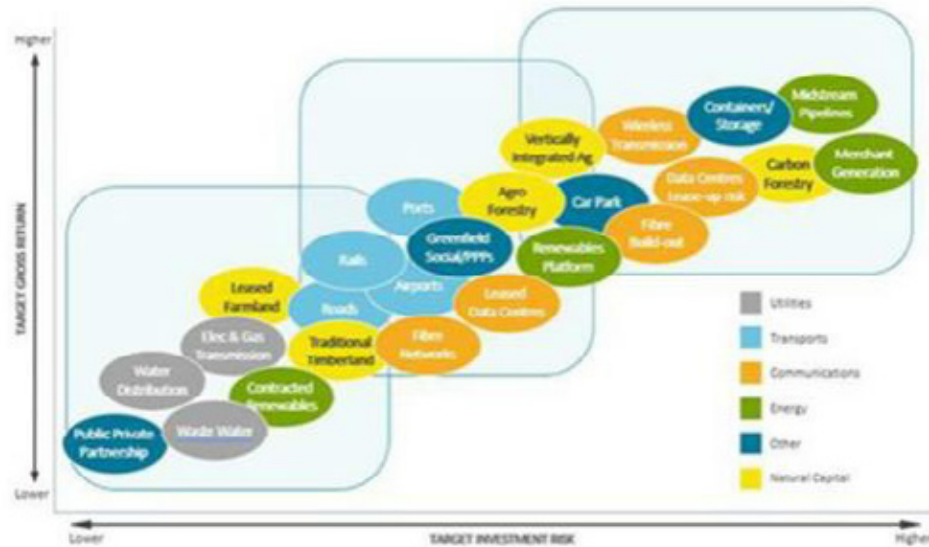 Higher
TARGET GROSS RETURN
Lower
Midstream
Pipelines
Containers/
Storage
Wireless
Transmission
Merchant
Generation
Carbon
Forestry
Data Centres
Lease-up risk
Vertically
Integrated Ag
Agro
Forestry
Car Park
Fibre
Build-out
Ports
Greenfield
Social/PPPs
Renewables
Platform
Rails
Airports
Leased
Data Centres
Leased
Farmland
Roads
Elec & Gas
Transmission
Traditional
Timberland
Fibre
Networks
Water
Distribution
Contracted
Renewables
Public Private
Partnership
Waste Water
Utilities
Transports
Communications
Energy
Other
Natural Capital
Lower
TARGET INVESTMENT RISK
Higher